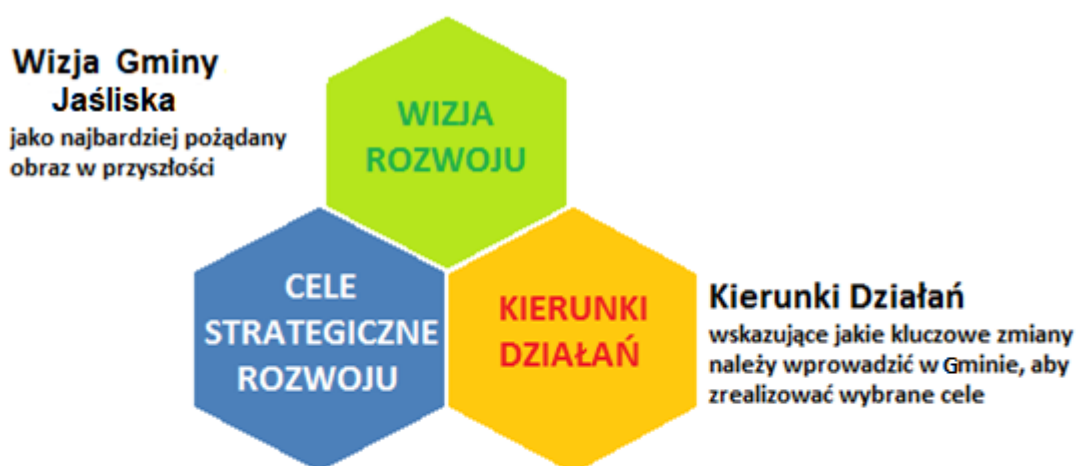 Wizja Gminy
Jaśliska
jako najbardziej pożądany
obraz w przyszłości
WIZJA
ROZWOJU
CELE
STRATEGICZNE
ROZWOJU
KIERUNKI
DZIAŁAŃ
Kierunki Działań
wskazujące jakie kluczowe zmiany
należy wprowadzić w Gminie, aby
zrealizować wybrane cele